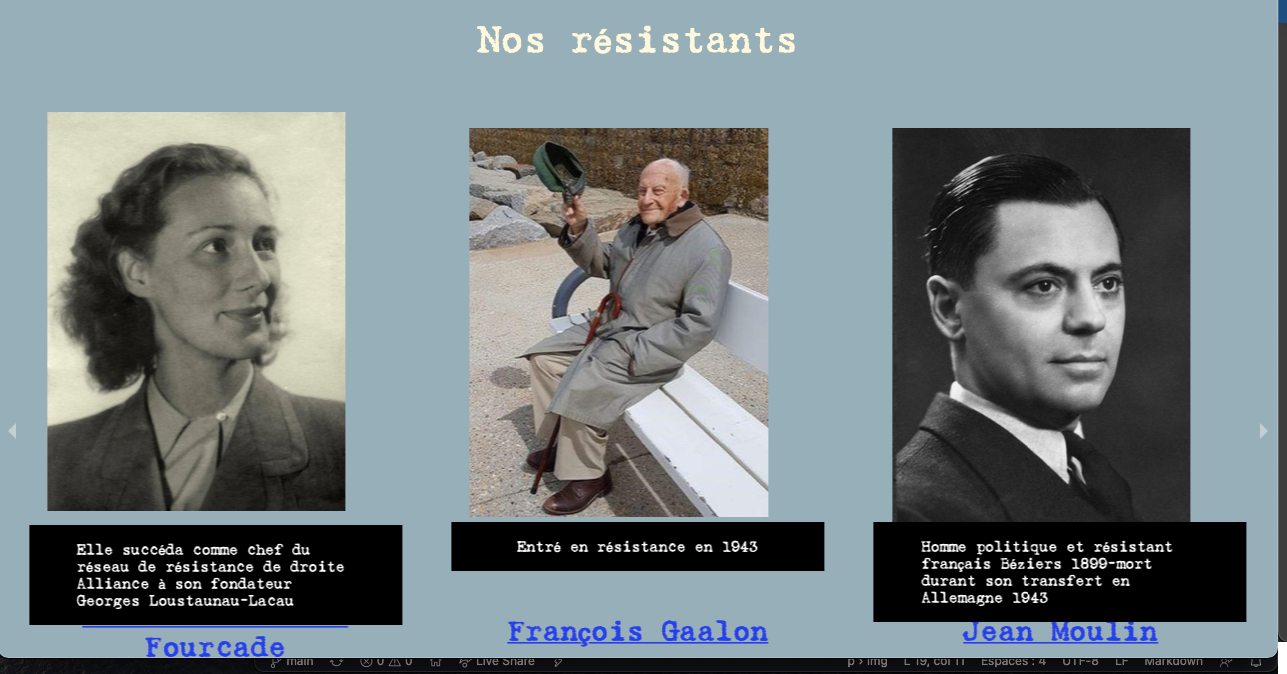 Nos résistants
Elle succéda comme chef du
réseau de résistance de droite
Alliance à son fondateur
Georges Loustaunau-Lacau
Entré en résistance en 1943
Homme politique et résistant
français Béziers 1899-mort
durant son transfert en
Allemagne 1943
Fourcade
François Gaalon
Jean Moulin
main 0 0 Live Share p › img L 19, col 11 Espaces : 4 UTF-8 LF Markdown